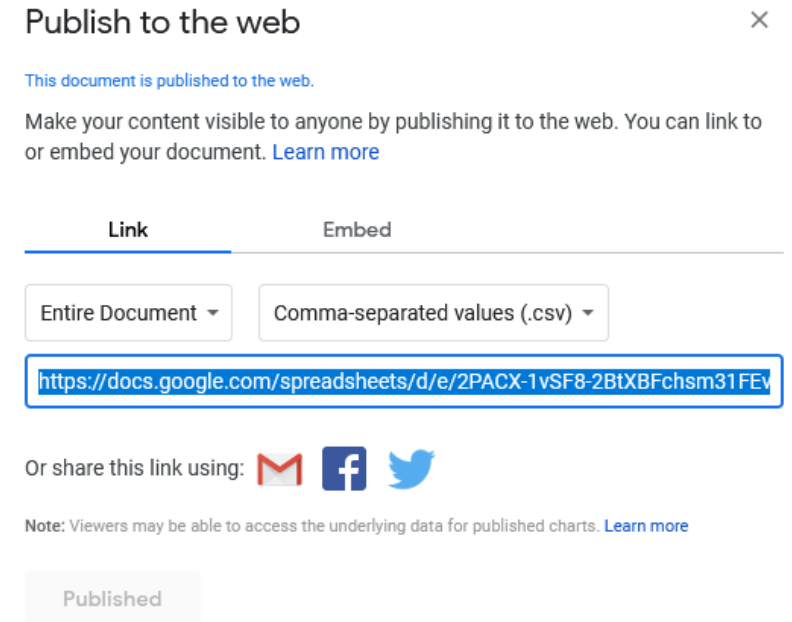 Publish to the web
This document is published to the web.
Make your content visible to anyone by publishing it to the web. You can link to
or embed your document. Learn more
Link Embed
Entire Document Comma-separated values (.csv)
https://docs.google.com/spreadsheets/d/e/2PACX-1vSF8-2BtXBFchsm31FEv
Or share this link using:
Note: Viewers may be able to access the underlying data for published charts. Learn more
Published